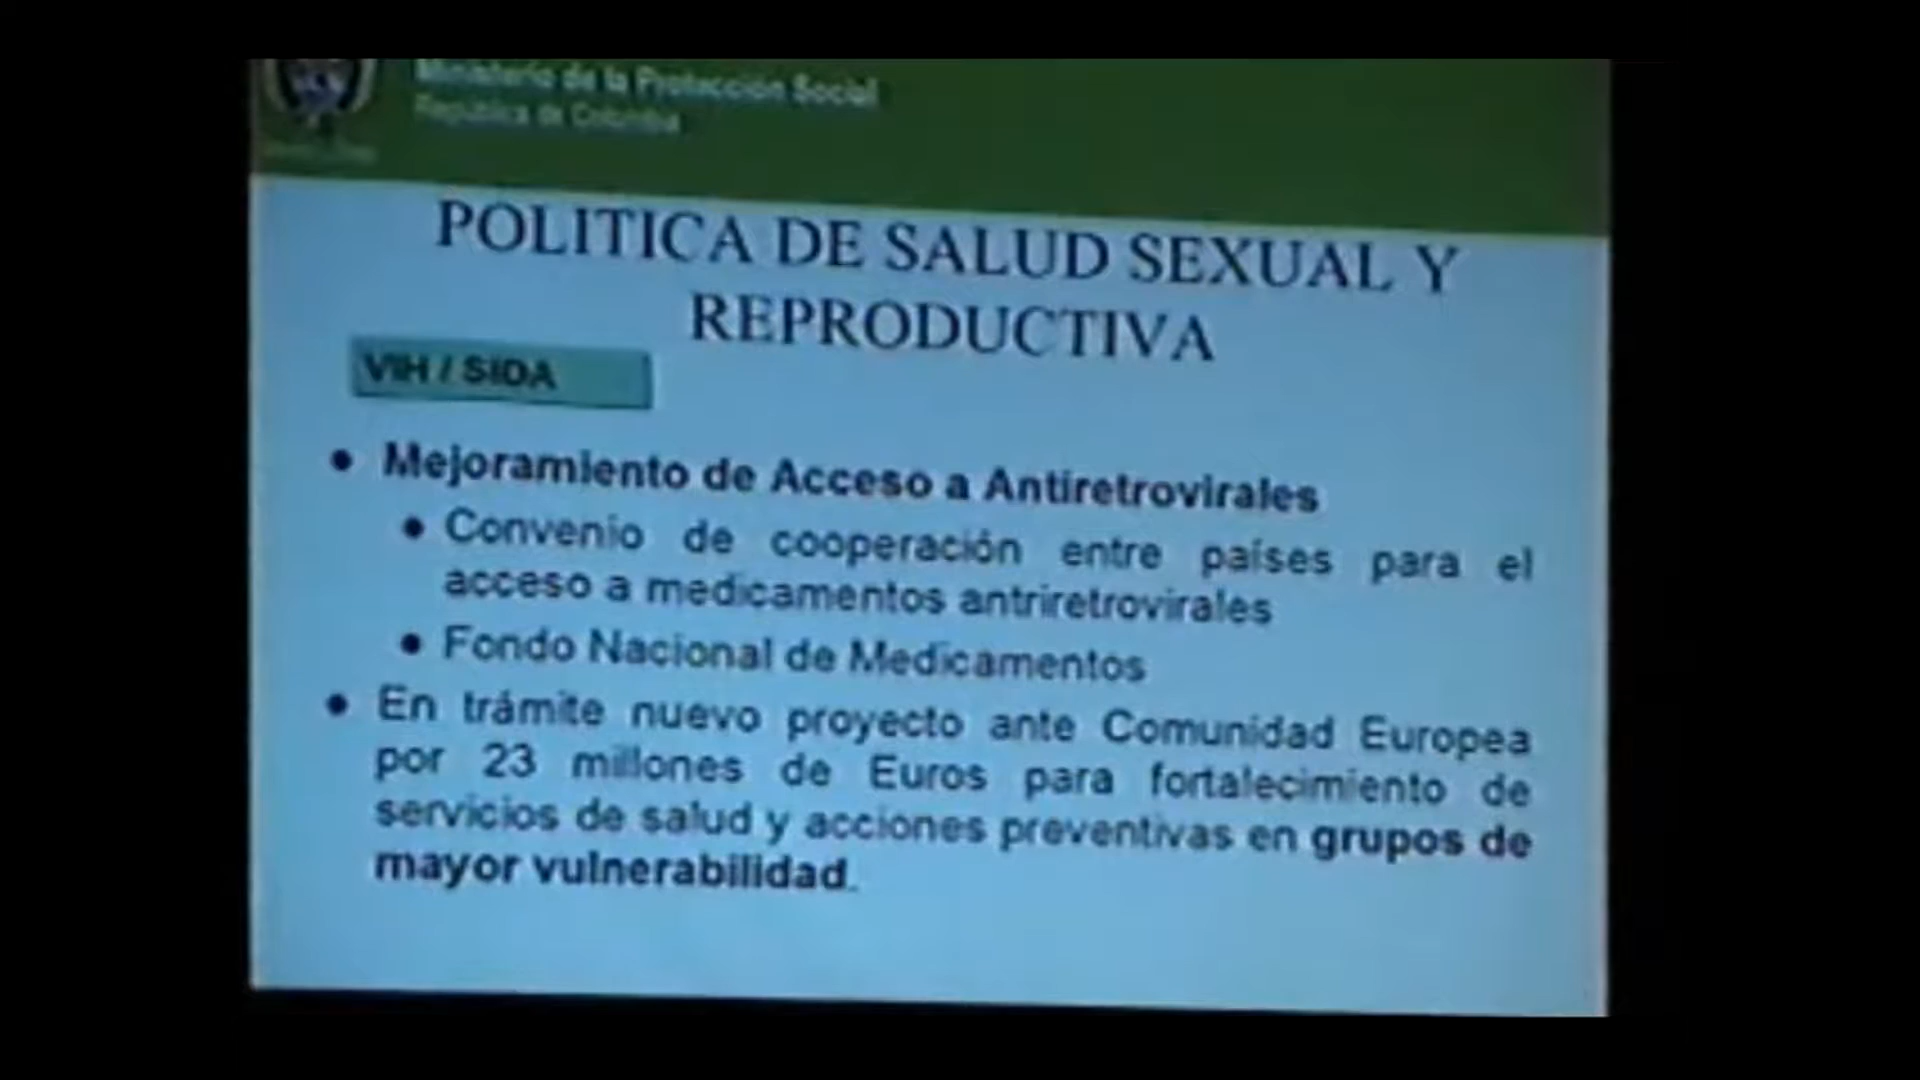 Ministerio de la Protección Social
República de Colombia
POLITICA DE SALUD SEXUAL Y
REPRODUCTIVA
VIH / SIDA
• Mejoramiento de Acceso a Antiretrovirales
• Convenio de cooperación entre países para el
acceso a medicamentos antriretrovirales
• Fondo Nacional de Medicamentos
• En trámite nuevo proyecto ante Comunidad Europea
por 23 millones de Euros para fortalecimiento de
servicios de salud y acciones preventivas en grupos de
mayor vulnerabilidad.